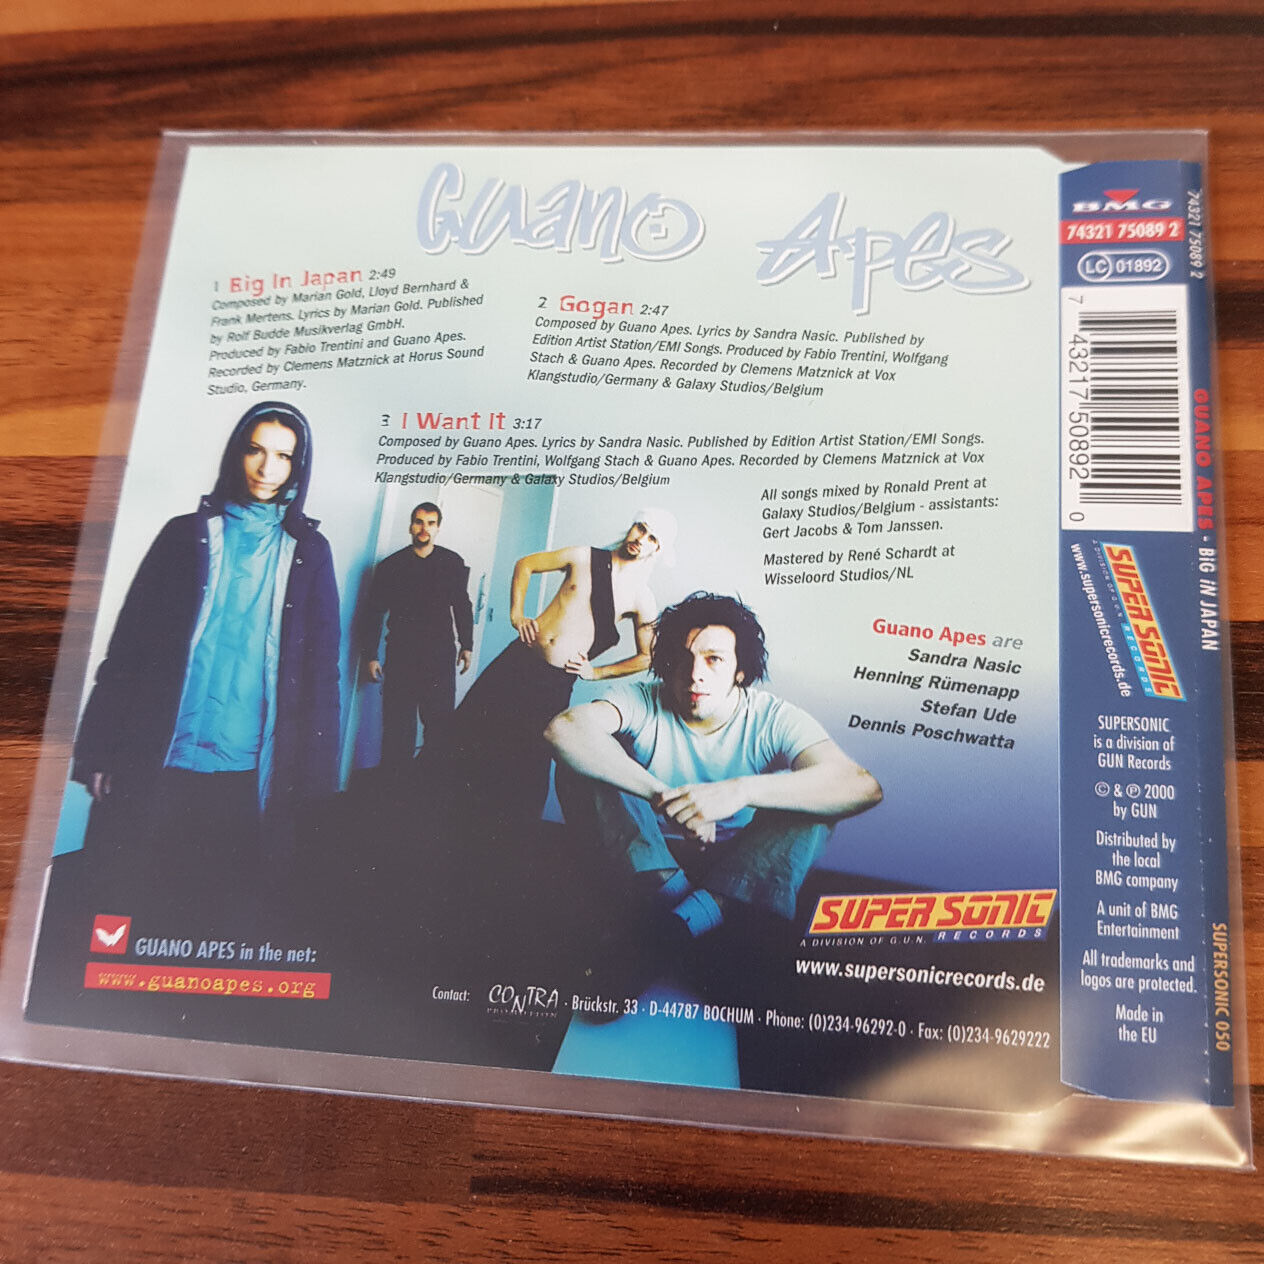 Guano Apes
1 Big In Japan 2:49
Composed by Marian Gold, Lloyd Bernhard &
Frank Mertens. Lyrics by Marian Gold. Published
by Rolf Budde Musikverlag GmbH.
Produced by Fabio Trentini and Guano Apes.
Recorded by Clemens Matznick at Horus Sound
Studio, Germany.
2 Gogan 2:47
Composed by Guano Apes. Lyrics by Sandra Nasic. Published by
Edition Artist Station/EMI Songs. Produced by Fabio Trentini, Wolfgang
Stach & Guano Apes. Recorded by Clemens Matznick at Vox
Klangstudio/Germany & Galaxy Studios/Belgium
3 I Want It 3:17
Composed by Guano Apes. Lyrics by Sandra Nasic. Published by Edition Artist Station/EMI Songs.
Produced by Fabio Trentini, Wolfgang Stach & Guano Apes. Recorded by Clemens Matznick at Vox
Klangstudio/Germany & Galaxy Studios/Belgium
All songs mixed by Ronald Prent at
Galaxy Studios/Belgium - assistants:
Gert Jacobs & Tom Janssen.
Mastered by René Schardt at
Wisseloord Studios/NL
Guano Apes are
Sandra Nasic
Henning Rümenapp
Stefan Ude
Dennis Poschwatta
GUANO APES in the net:
www.guanoapes.org
SUPERSONIC
A DIVISION OF G.U.N. RECORDS
www.supersonicrecords.de
Contact: CONTRA PROMOTION · Brückstr. 33 · D-44787 BOCHUM · Phone: (0)234-96292-0 · Fax: (0)234-9629222
BMG
74321 75089 2
LC 01892
7 43217 50892 0
SUPERSONIC
A DIVISION OF G.U.N. RECORDS
www.supersonicrecords.de
SUPERSONIC
is a division of
GUN Records
© & ℗ 2000
by GUN
Distributed by
the local
BMG company
A unit of BMG
Entertainment
All trademarks and
logos are protected.
Made in
the EU
74321 75089 2
GUANO APES · BIG IN JAPAN
SUPERSONIC 050